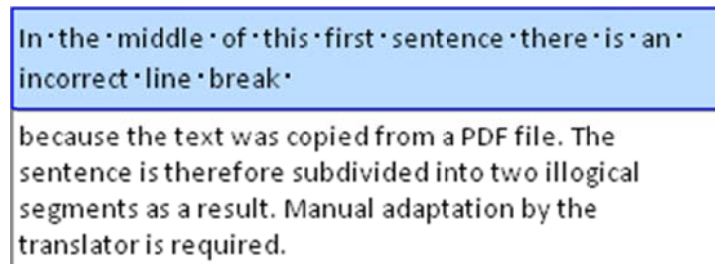 In·the·middle·of·this·first·sentence·there·is·an·
incorrect·line·break·
because the text was copied from a PDF file. The
sentence is therefore subdivided into two illogical
segments as a result. Manual adaptation by the
translator is required.